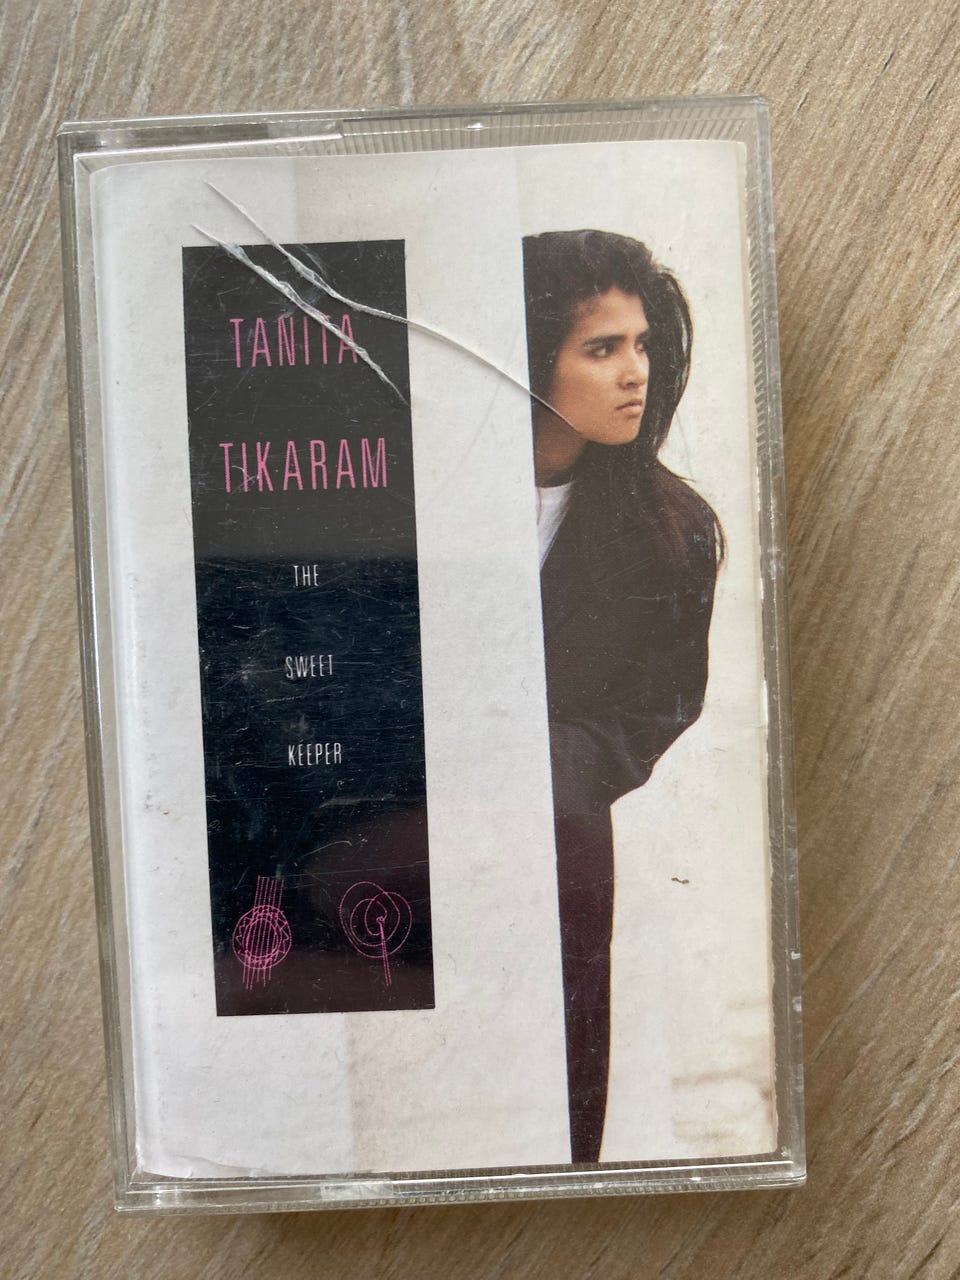 TANITA
TIKARAM
THE
SWEET
KEEPER